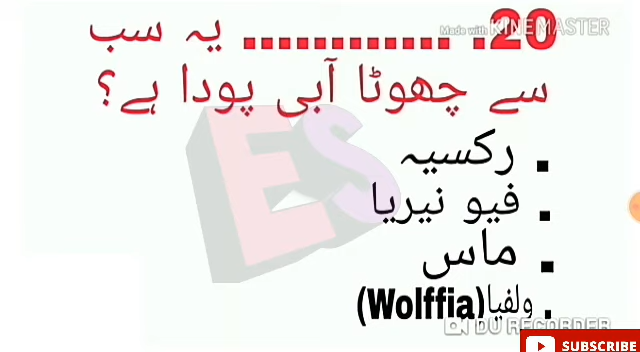 20. ............ یہ سب
Made with KINEMASTER
سے چھوٹا آبی پودا ہے؟
ES
▪ رکسیہ
▪ فیو نیریا
▪ ماس
▪ ولفیا(Wolffia)
DU RECORDER
SUBSCRIBE